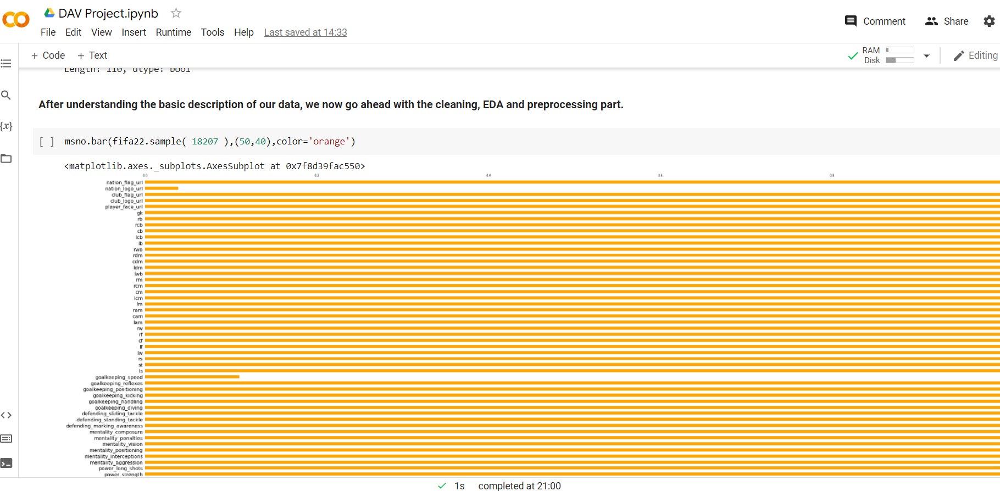 DAV Project.ipynb
Comment Share
File Edit View Insert Runtime Tools Help Last saved at 14:33
+ Code + Text
RAM
Disk
Editing
Length: 110, dtype: bool
After understanding the basic description of our data, we now go ahead with the cleaning, EDA and preprocessing part.
{x}
[ ] msno.bar(fifa22.sample( 18207 ),(50,40),color='orange')
<matplotlib.axes._subplots.AxesSubplot at 0x7f8d39fac550>
0.0 0.2 0.4 0.6 0.8
nation_flag_url
nation_logo_url
club_flag_url
club_logo_url
player_face_url
gk
rb
rcb
cb
lcb
lb
rwb
rdm
cdm
ldm
lwb
rm
rcm
cm
lcm
lm
ram
cam
lam
rw
rf
cf
lf
lw
rs
st
ls
goalkeeping_speed
goalkeeping_reflexes
goalkeeping_positioning
goalkeeping_kicking
goalkeeping_handling
goalkeeping_diving
defending_sliding_tackle
defending_standing_tackle
defending_marking_awareness
mentality_composure
mentality_penalties
mentality_vision
mentality_positioning
mentality_interceptions
mentality_aggression
power_long_shots
power_strength
1s completed at 21:00